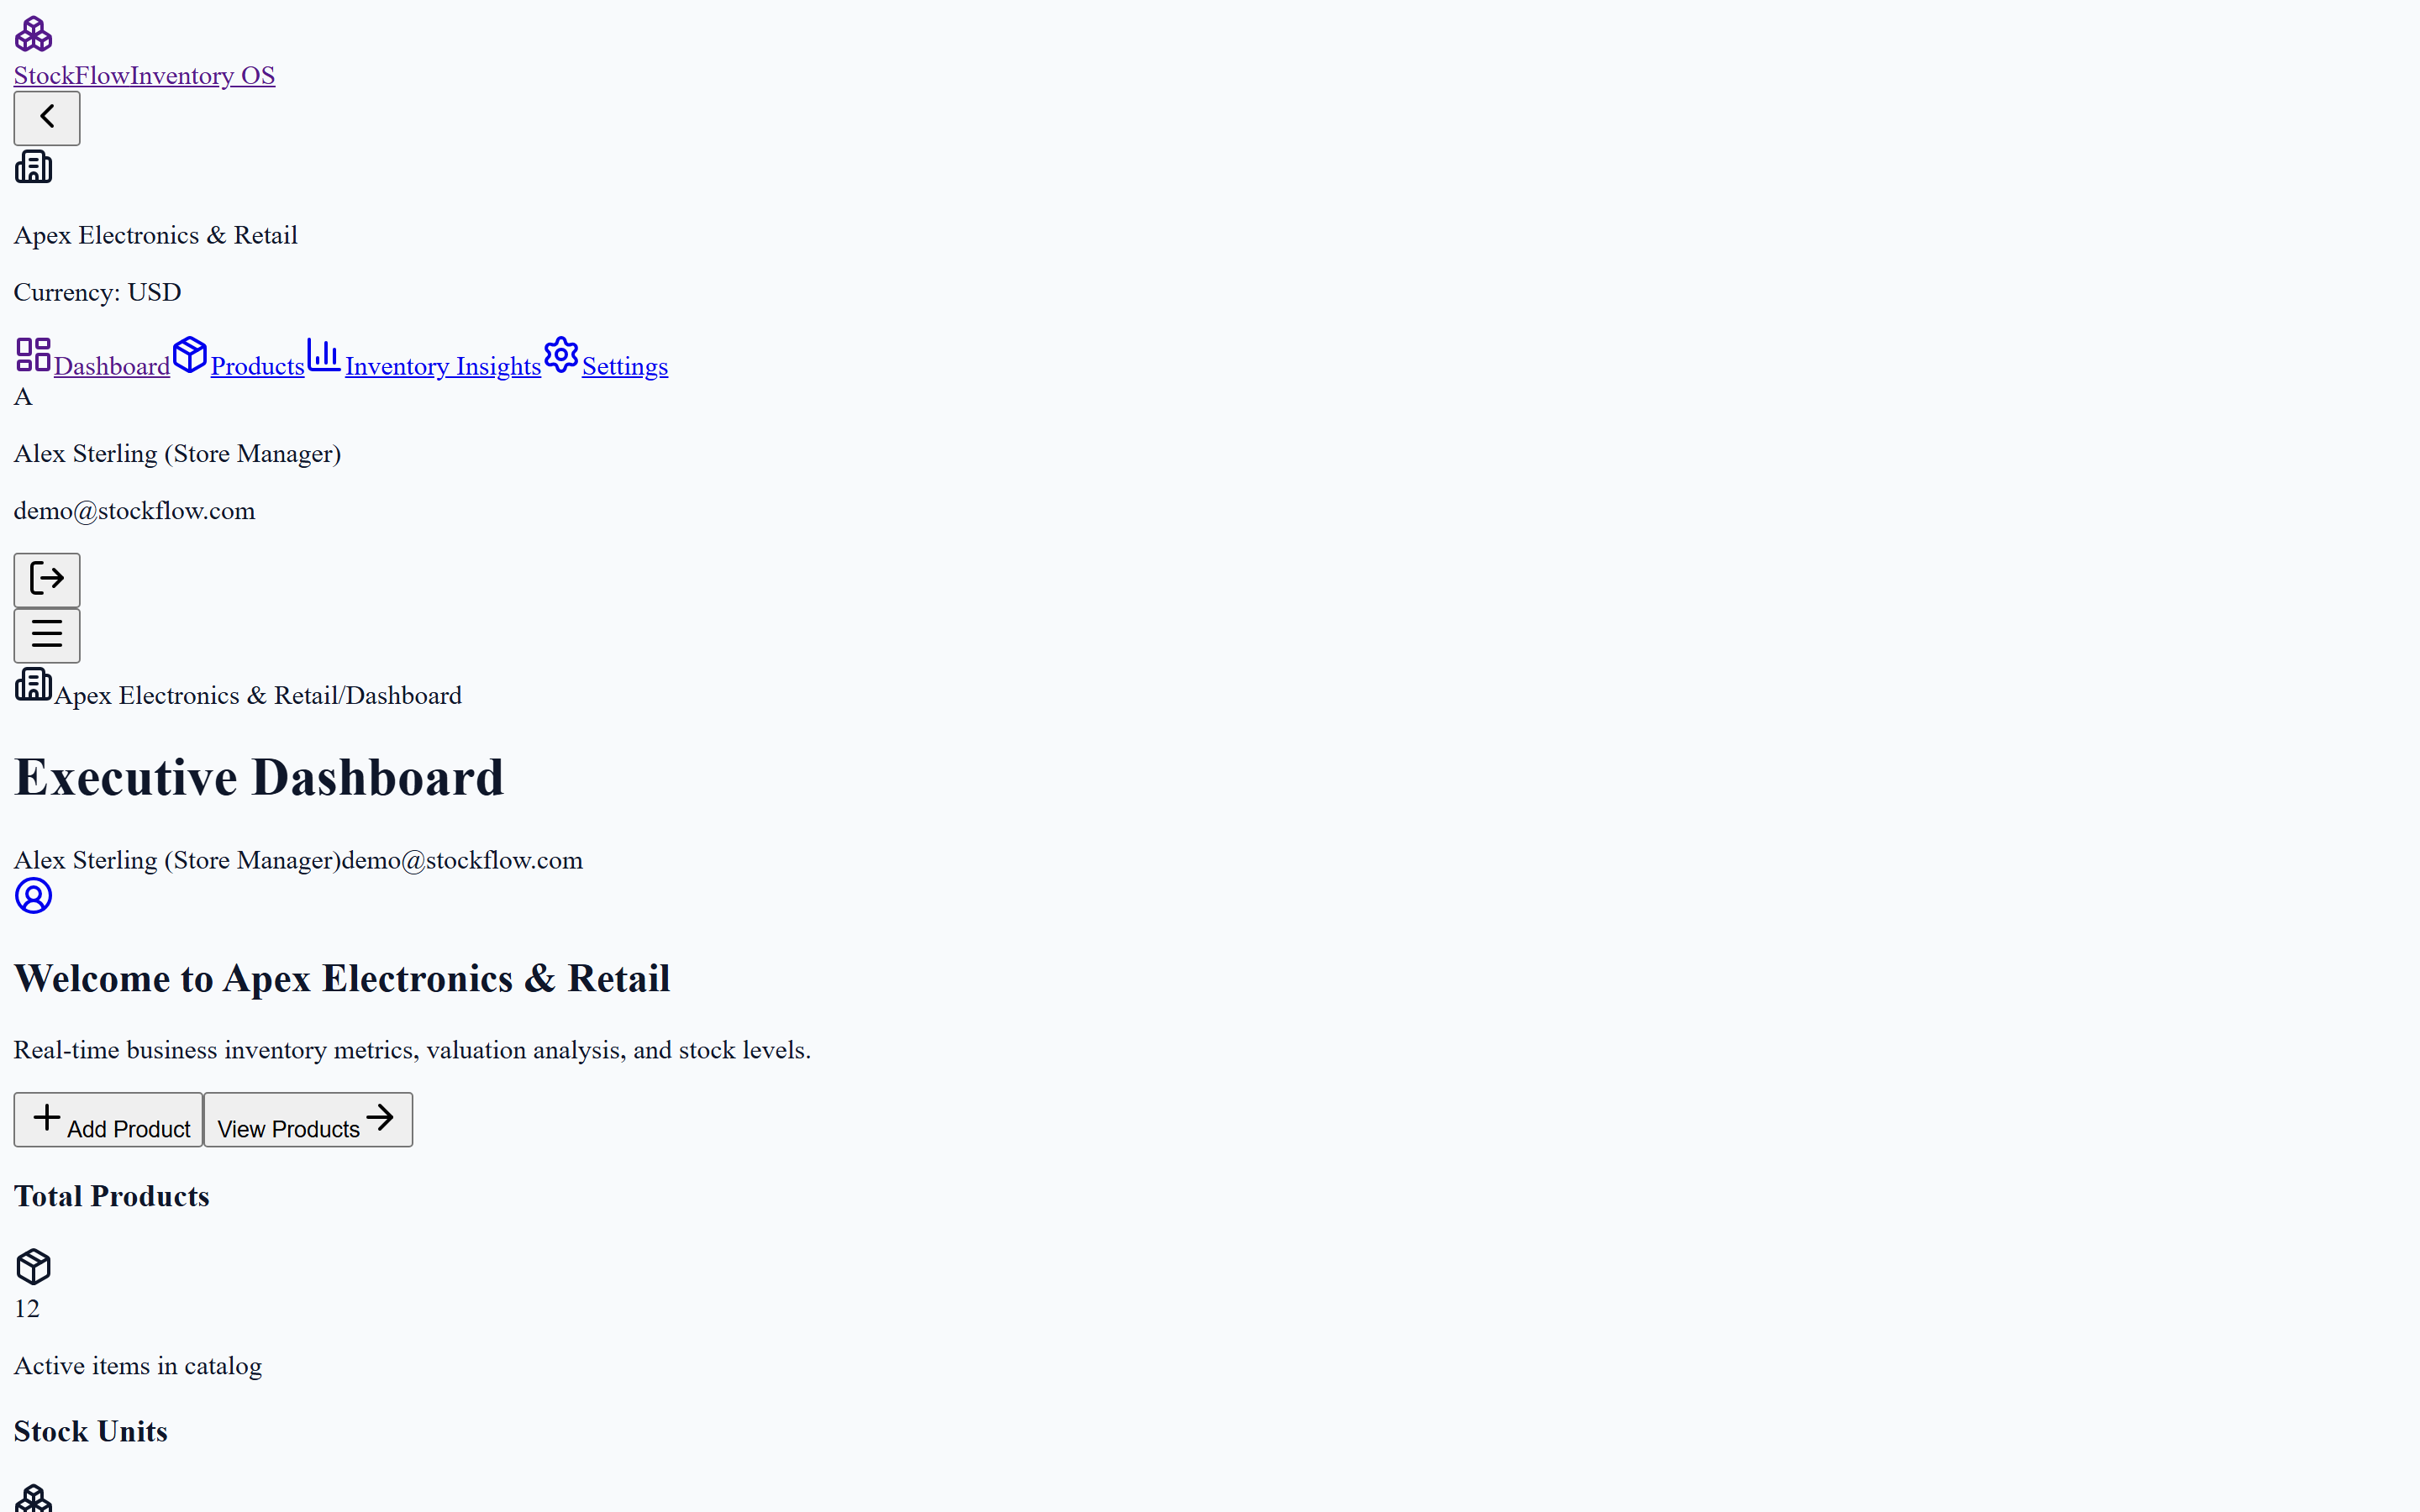 StockFlowInventory OS
Apex Electronics & Retail
Currency: USD
Dashboard Products Inventory Insights Settings
A
Alex Sterling (Store Manager)
demo@stockflow.com
Apex Electronics & Retail/Dashboard
Executive Dashboard
Alex Sterling (Store Manager)demo@stockflow.com
Welcome to Apex Electronics & Retail
Real-time business inventory metrics, valuation analysis, and stock levels.
Add Product View Products
Total Products
12
Active items in catalog
Stock Units